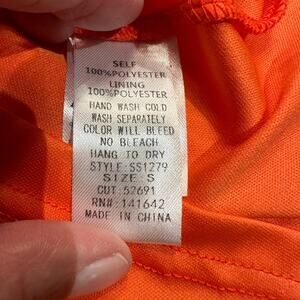 SELF
100%POLYESTER
LINING
100%POLYESTER
HAND WASH COLD
WASH SEPARATELY
COLOR WILL BLEED
NO BLEACH
HANG TO DRY
STYLE:SS1279
SIZE:S
CUT:52691
RN#: 141642
MADE IN CHINA